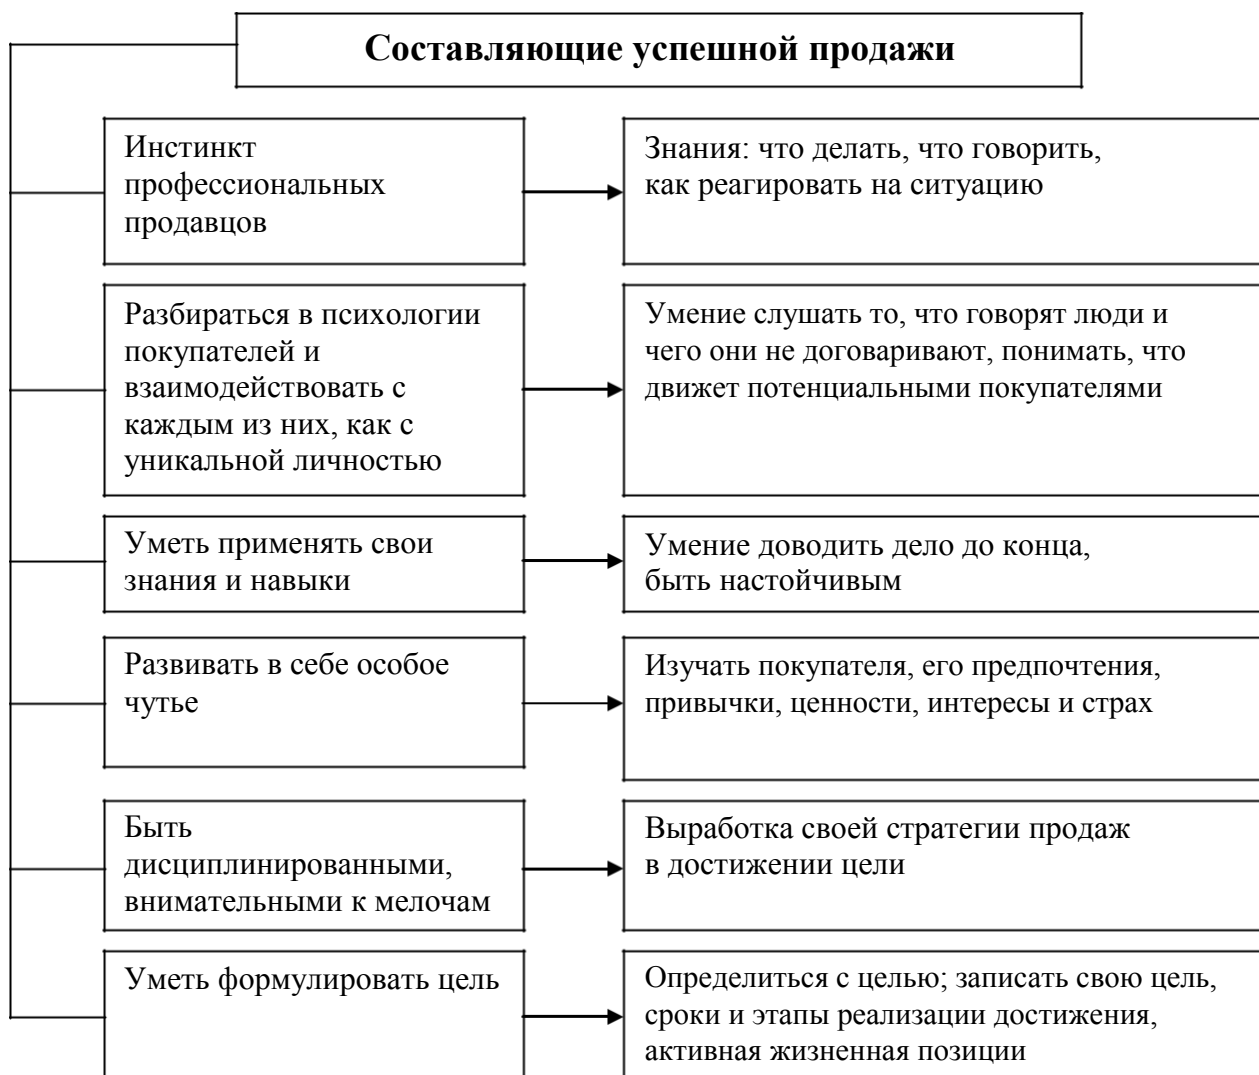 Составляющие успешной продажи
Инстинкт
профессиональных
продавцов
Знания: что делать, что говорить,
как реагировать на ситуацию
Разбираться в психологии
покупателей и
взаимодействовать с
каждым из них, как с
уникальной личностью
Умение слушать то, что говорят люди и
чего они не договаривают, понимать, что
движет потенциальными покупателями
Уметь применять свои
знания и навыки
Умение доводить дело до конца,
быть настойчивым
Развивать в себе особое
чутье
Изучать покупателя, его предпочтения,
привычки, ценности, интересы и страх
Быть
дисциплинированными,
внимательными к мелочам
Выработка своей стратегии продаж
в достижении цели
Уметь формулировать цель
Определиться с целью; записать свою цель,
сроки и этапы реализации достижения,
активная жизненная позиции